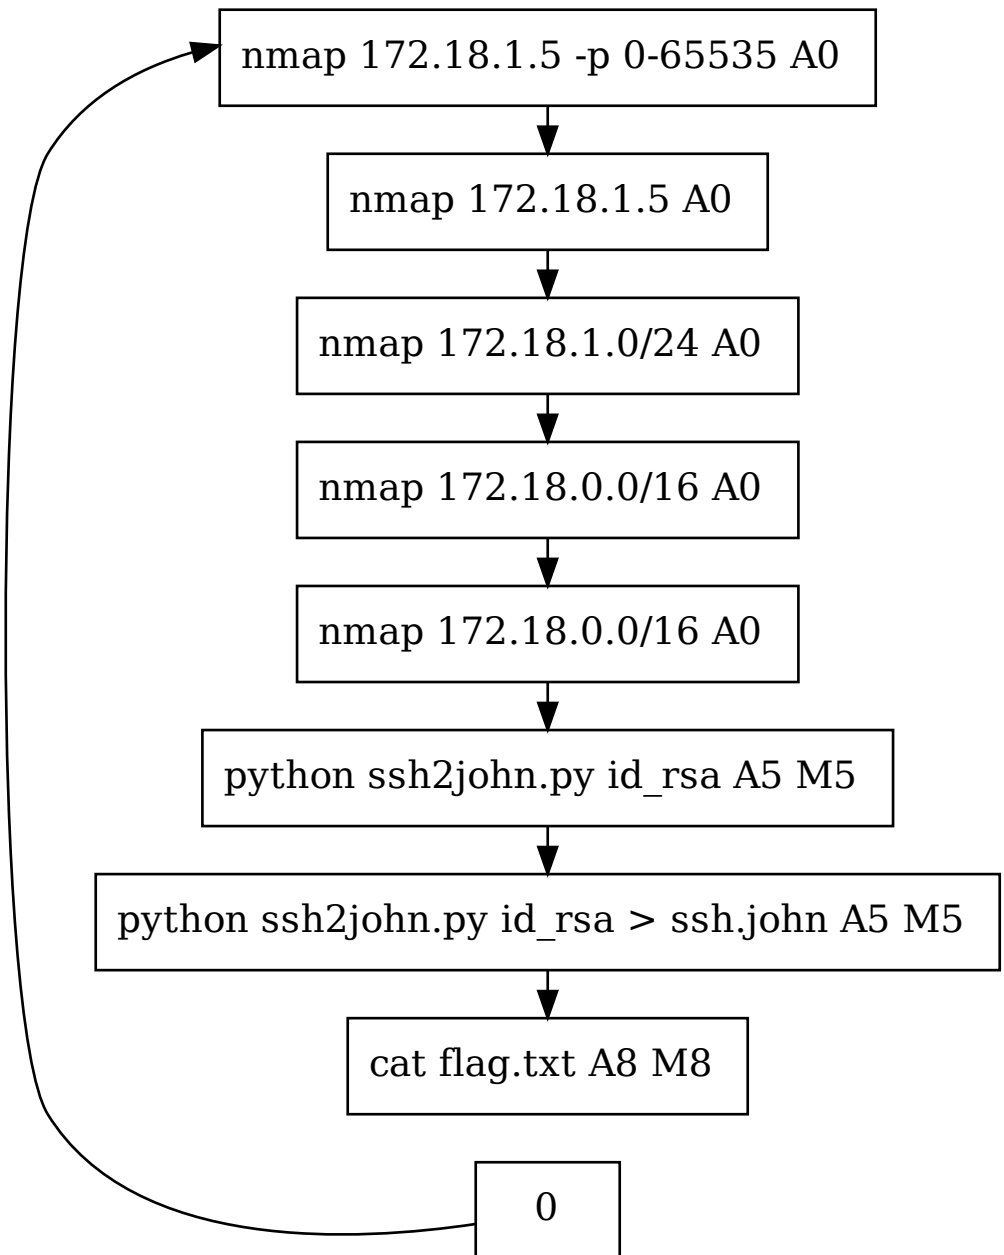 nmap 172.18.1.5 -p 0-65535 A0
nmap 172.18.1.5 A0
nmap 172.18.1.0/24 A0
nmap 172.18.0.0/16 A0
nmap 172.18.0.0/16 A0
python ssh2john.py id_rsa A5 M5
python ssh2john.py id_rsa > ssh.john A5 M5
cat flag.txt A8 M8
0